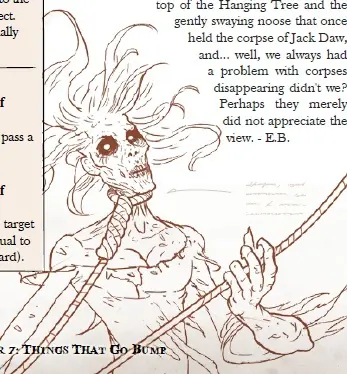 to the
ect.
ally
f
pass a
f
target
ual to
ard).
top of the Hanging Tree and the
gently swaying noose that once
held the corpse of Jack Daw,
and... well, we always had
a problem with corpses
disappearing didn't we?
Perhaps they merely
did not appreciate the
view. - E.B.
R 7: THINGS THAT GO BUMP